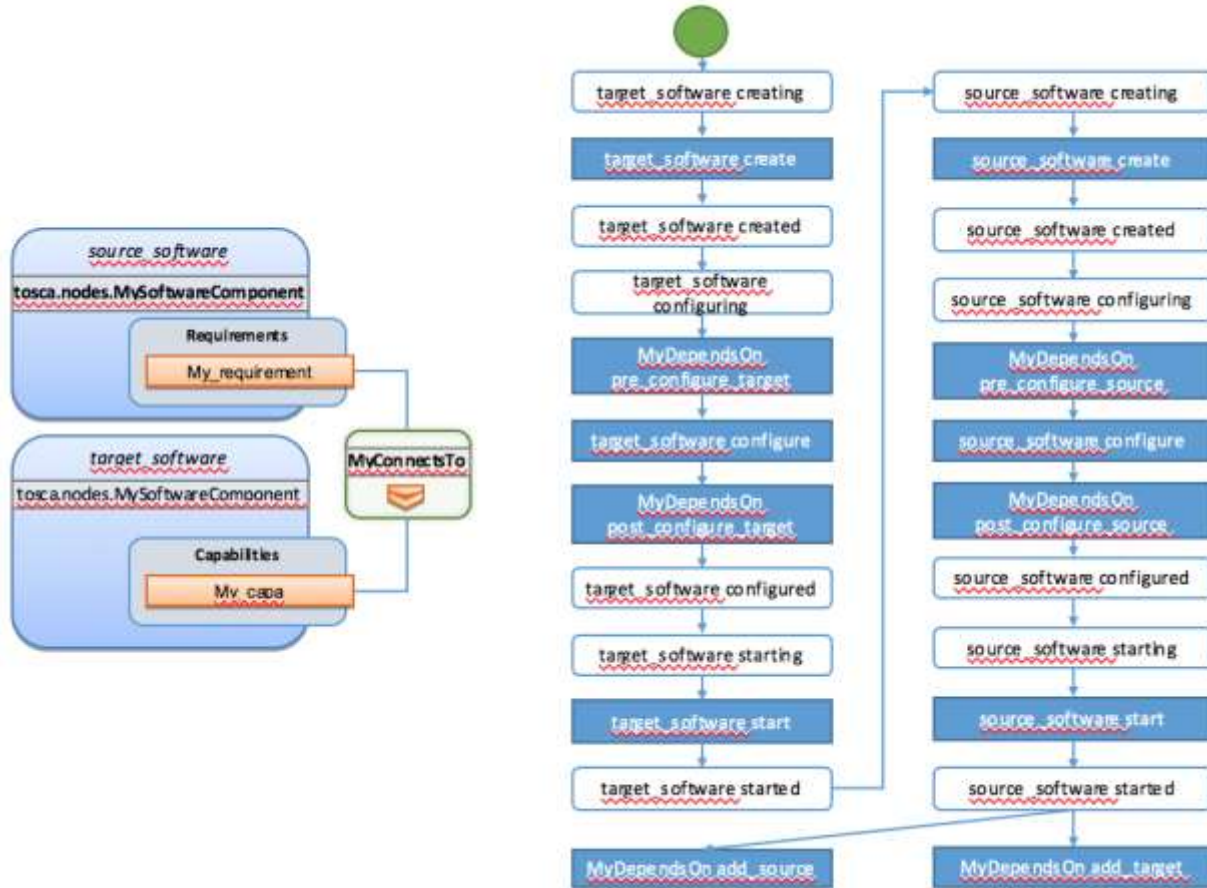 source_software
tosca.nodes.MySoftwareComponent
Requirements
My_requirement
target_software
tosca.nodes.MySoftwareComponent
Capabilities
My_capa
MyConnectsTo
target_software creating
target_software create
target_software created
target_software
configuring
MyDependsOn
pre_configure_target
target_software configure
MyDependsOn
post_configure_target
target_software configured
target_software starting
target_software start
target_software started
MyDependsOn add_source
source_software creating
source_software create
source_software created
source_software configuring
MyDependsOn
pre_configure_source
source_software configure
MyDependsOn
post_configure_source
source_software configured
source_software starting
source_software start
source_software started
MyDependsOn add_target